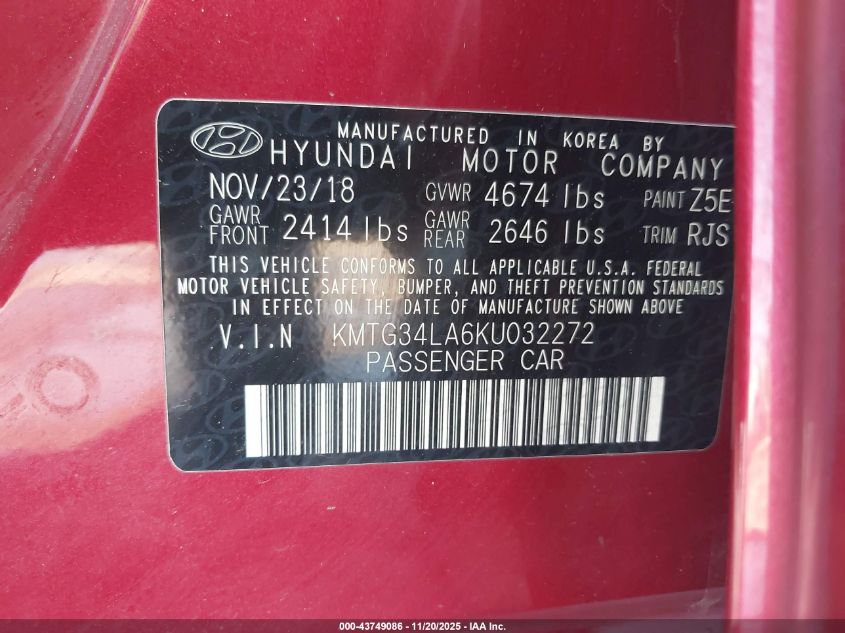 MANUFACTURED IN KOREA BY
HYUNDAI MOTOR COMPANY
NOV/23/18 GVWR 4674 lbs PAINT Z5E
GAWR FRONT 2414 lbs GAWR REAR 2646 lbs TRIM RJS
THIS VEHICLE CONFORMS TO ALL APPLICABLE U.S.A. FEDERAL
MOTOR VEHICLE SAFETY, BUMPER, AND THEFT PREVENTION STANDARDS
IN EFFECT ON THE DATE OF MANUFACTURE SHOWN ABOVE
V.I.N KMTG34LA6KU032272
PASSENGER CAR
000-43749086 - 11/20/2025 - IAA Inc.